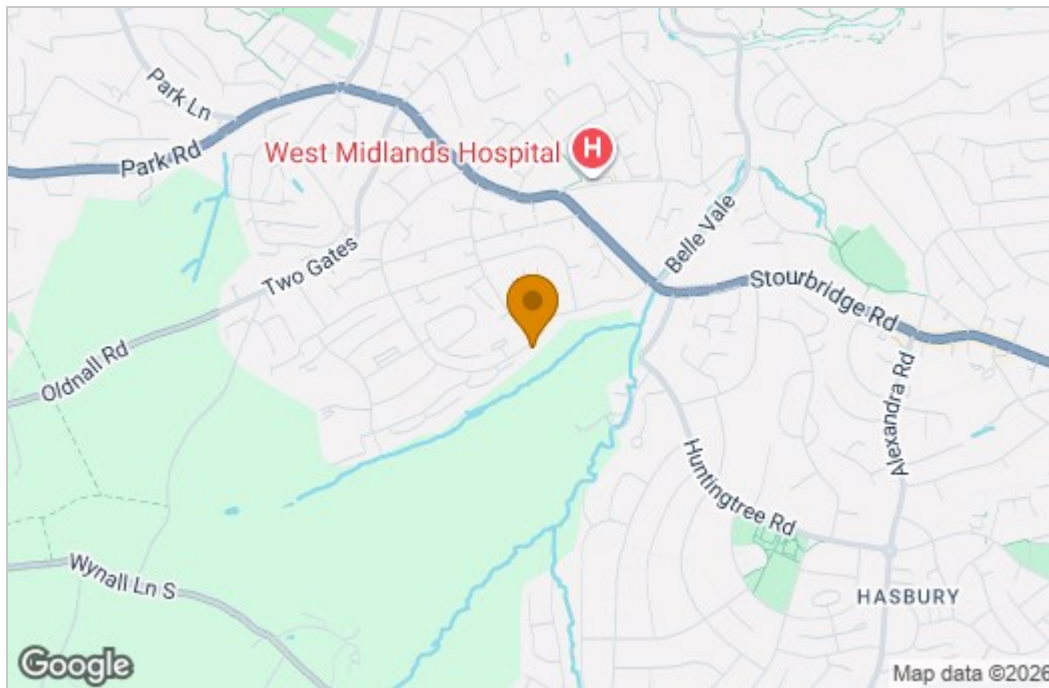 Park Ln
Park Rd
West Midlands Hospital
H
Belle Vale
Two Gates
Stourbridge Rd
Oldnall Rd
Alexandra Rd
Huntingtree Rd
Wynall Ln S
HASBURY
Google
Map data ©2026